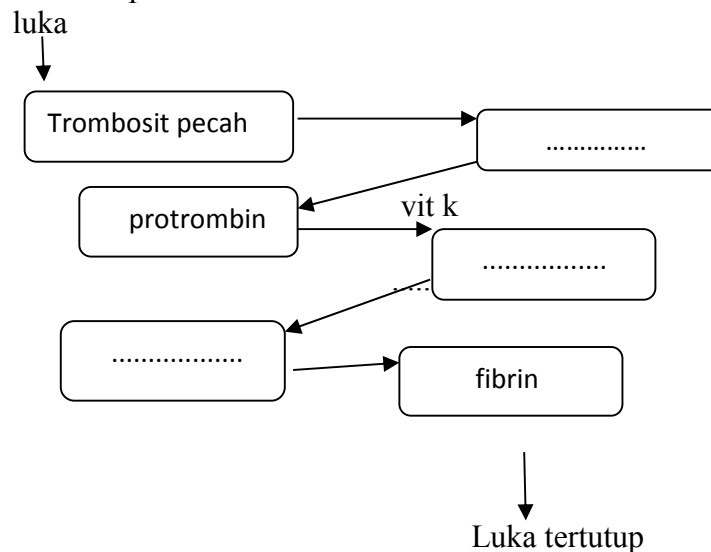 luka
Trombosit pecah
...............
protrombin
vit k
.................
.....
..................
fibrin
Luka tertutup